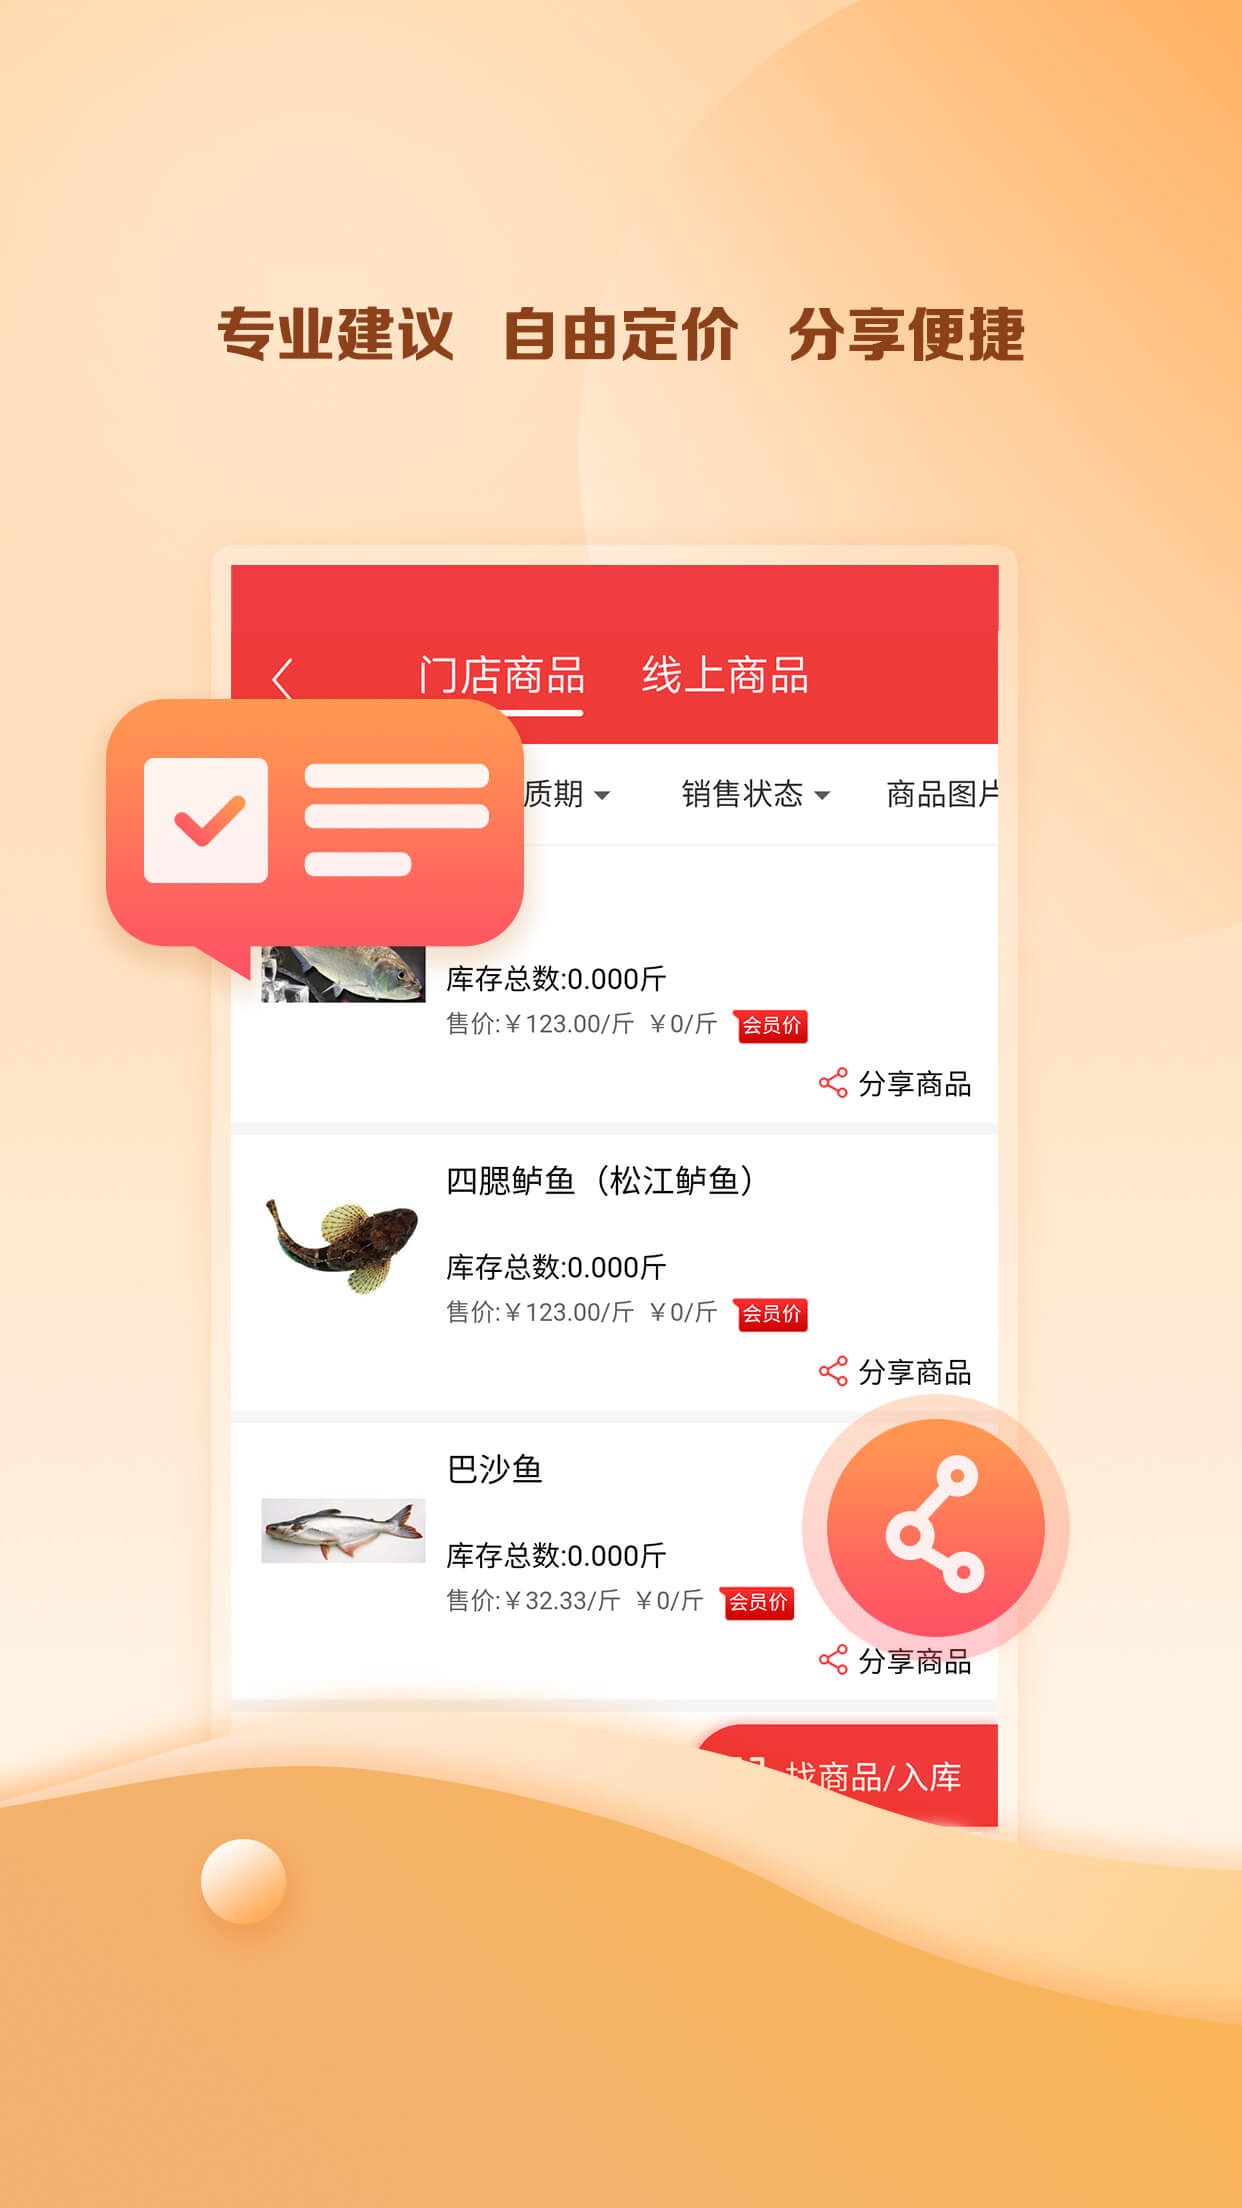 专业建议 自由定价 分享便捷
门店商品 线上商品
质期 销售状态 商品图片
库存总数:0.000斤
售价:￥123.00/斤 ￥0/斤 会员价
分享商品
四腮鲈鱼（松江鲈鱼）
库存总数:0.000斤
售价:￥123.00/斤 ￥0/斤 会员价
分享商品
巴沙鱼
库存总数:0.000斤
售价:￥32.33/斤 ￥0/斤 会员价
分享商品
找商品/入库